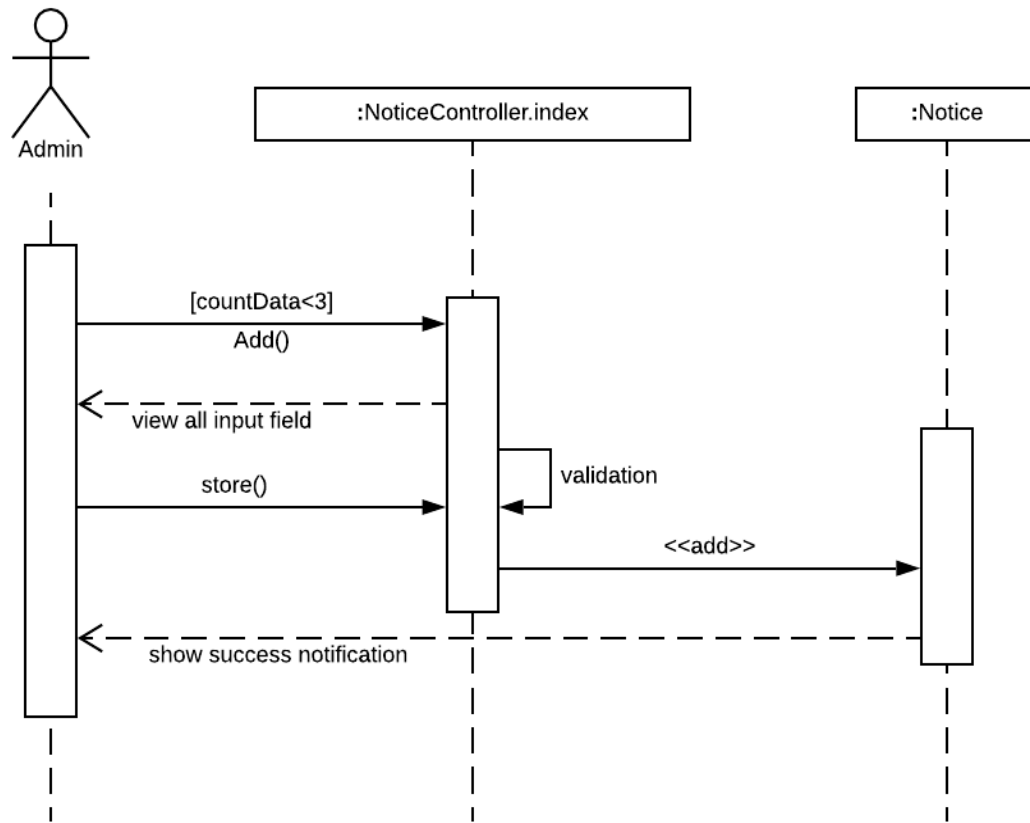 Admin
:NoticeController.index
:Notice
[countData<3]
Add()
view all input field
store()
validation
<<add>>
show success notification